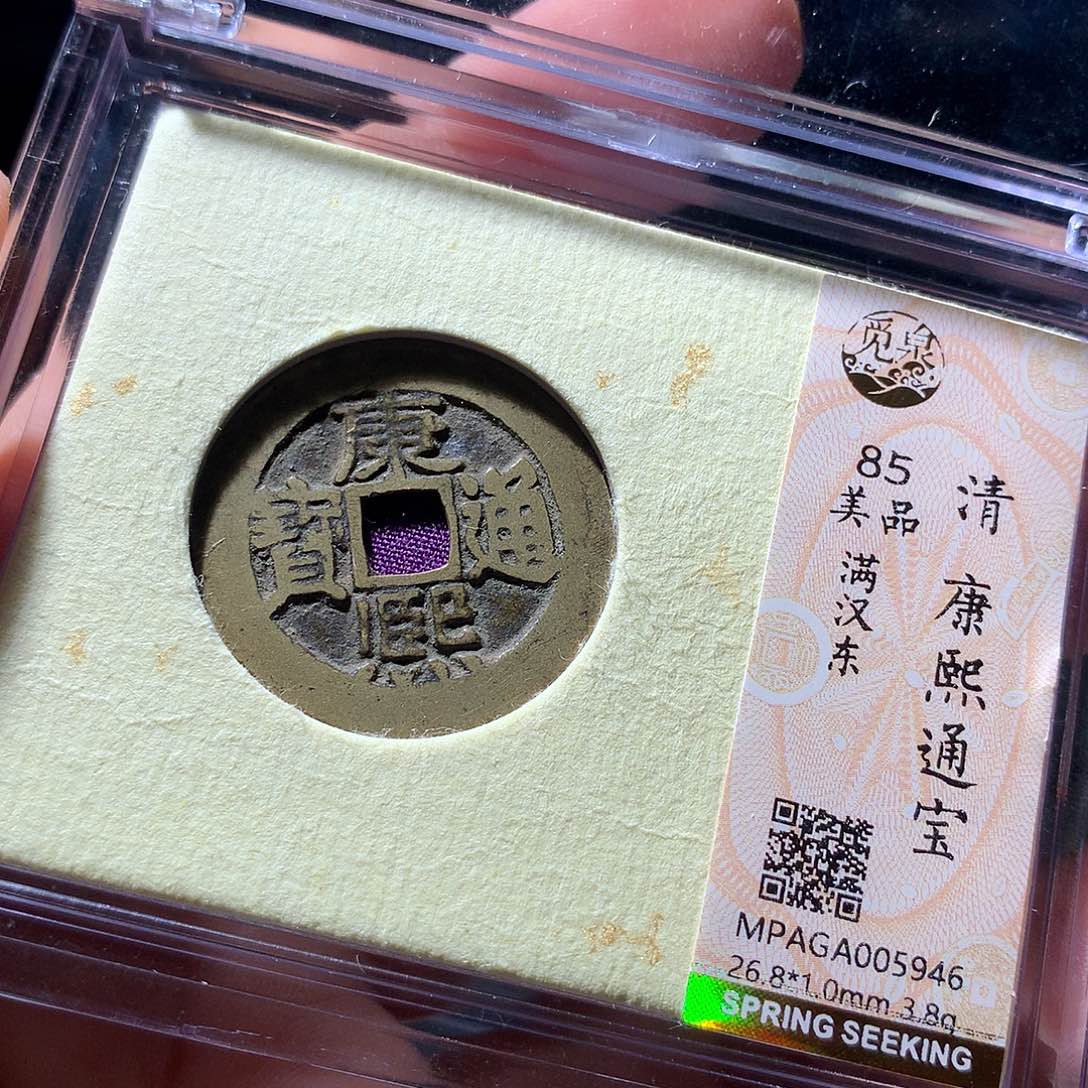 康熙通寳
觅泉
85
美品
满汉东
清 康熙通宝
MPAGA005946
26.8*1.0mm 3.8g
SPRING SEEKING